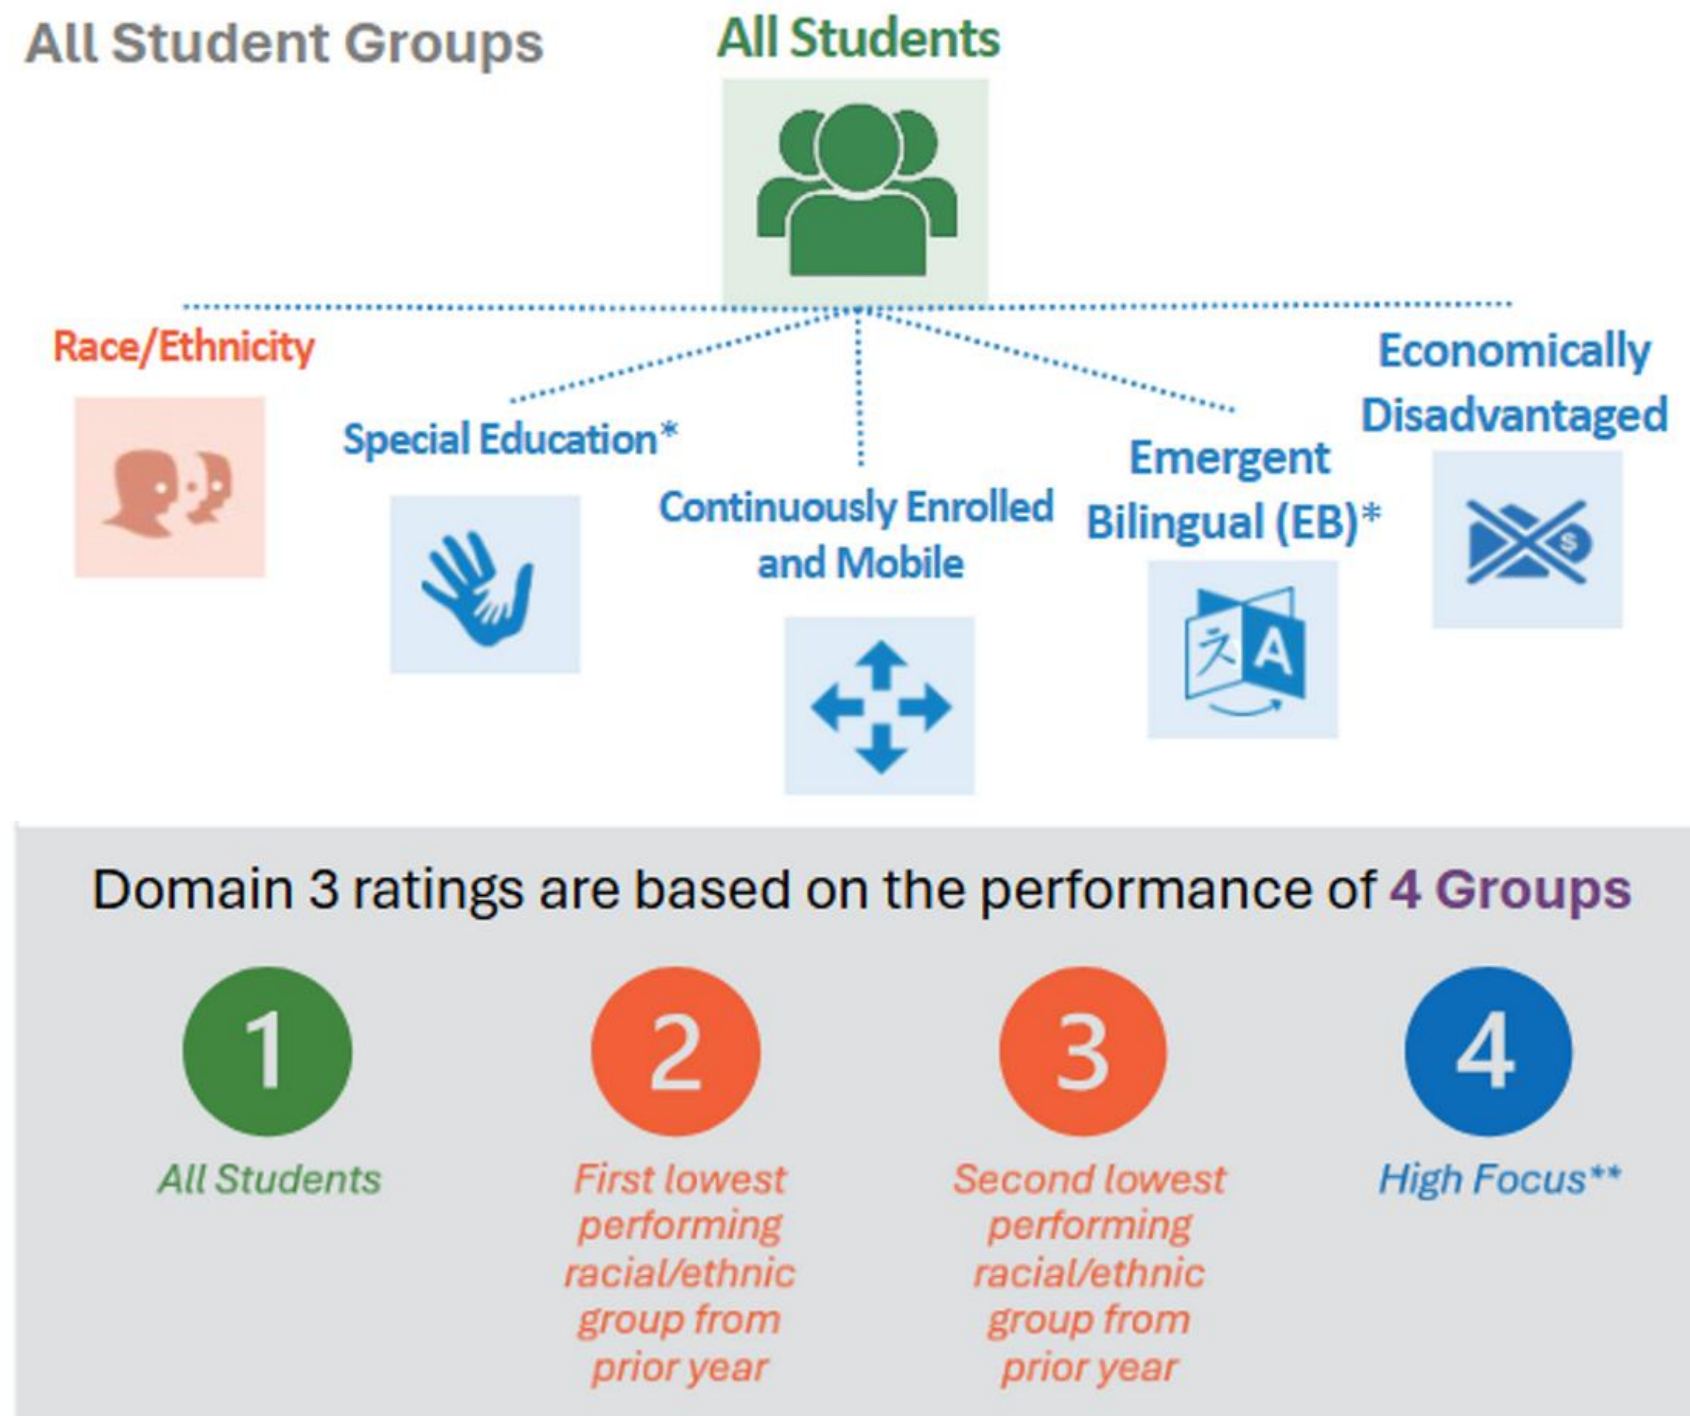 All Student Groups
All Students
Race/Ethnicity
Special Education*
Continuously Enrolled
and Mobile
Emergent
Bilingual (EB)*
Economically
Disadvantaged
$
A
Domain 3 ratings are based on the performance of 4 Groups
1
All Students
2
First lowest
performing
racial/ethnic
group from
prior year
3
Second lowest
performing
racial/ethnic
group from
prior year
4
High Focus**